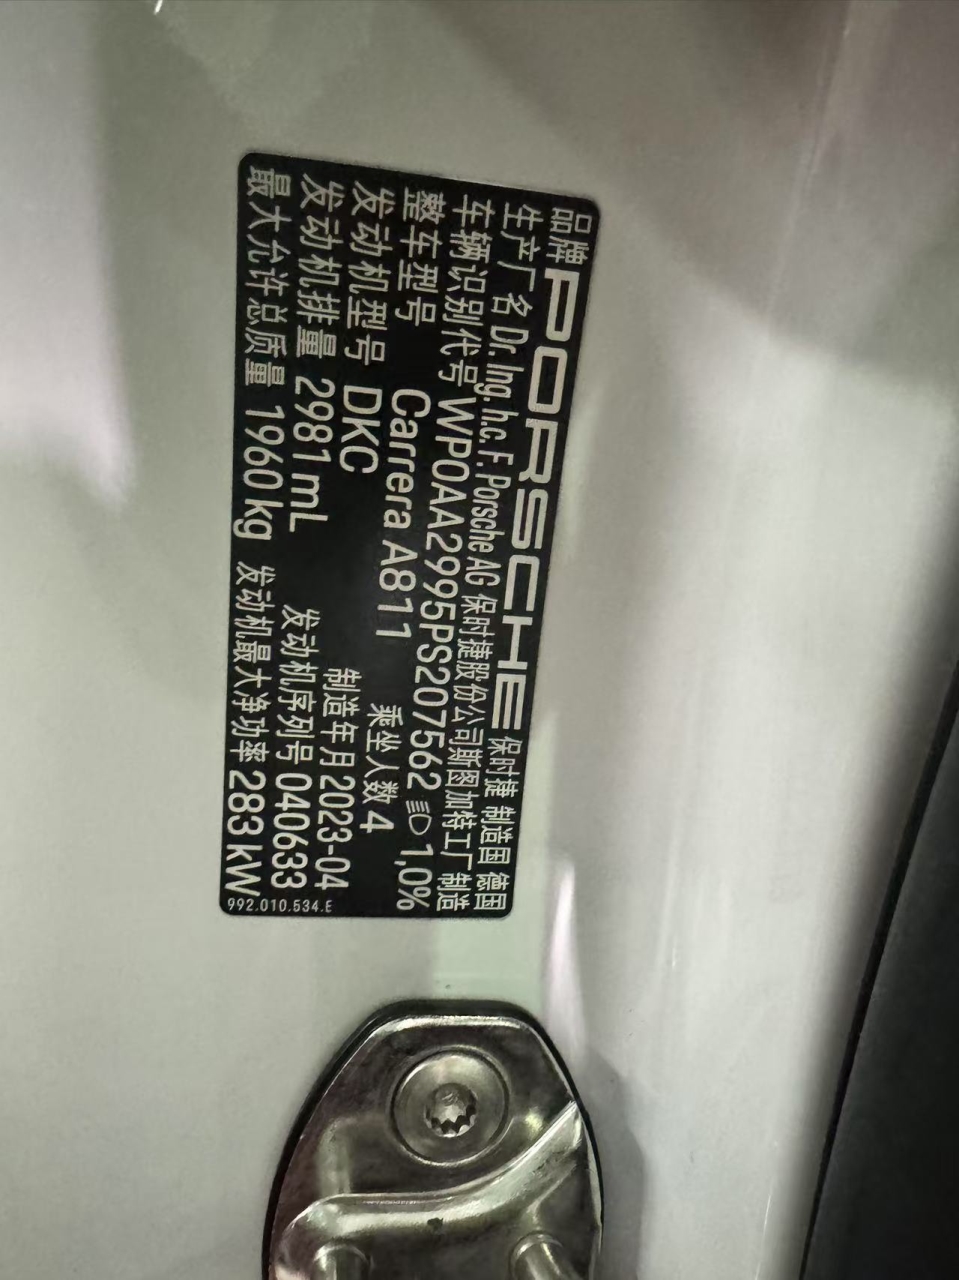 品牌 PORSCHE 保时捷 制造国 德国
生产厂名 Dr. Ing. h.c. F. Porsche AG 保时捷股份公司斯图加特工厂制造
车辆识别代号 WP0AA2995PS207562 1,0%
整车型号 Carrera A811 乘坐人数 4
发动机型号 DKC 制造年月 2023-04
发动机排量 2981 mL 发动机序列号 040633
最大允许总质量 1960 kg 发动机最大净功率 283 kW
992.010.534.E